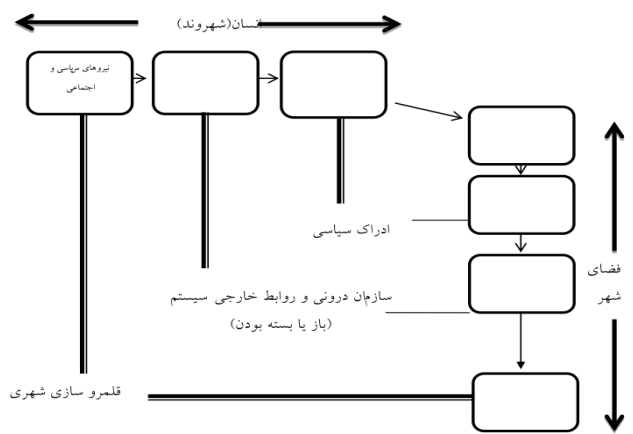 انسان(شهروند)
نیروهای سیاسی و
اجتماعی
ادراک سیاسی
فضای
شهر
سازمان درونی و روابط خارجی سیستم
(باز یا بسته بودن)
قلمرو سازی شهری